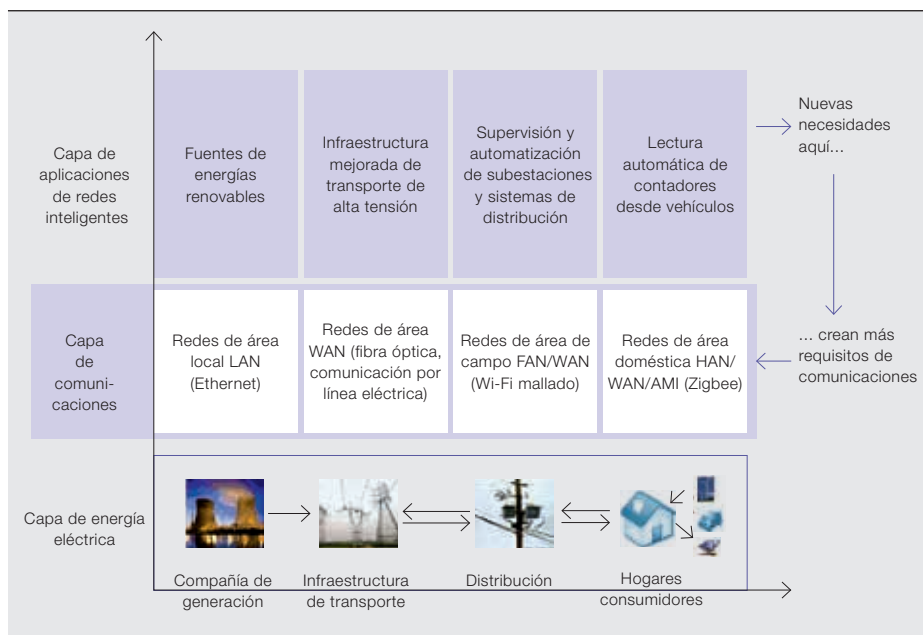 Capa de
aplicaciones
de redes
inteligentes
Fuentes de
energías
renovables
Infraestructura
mejorada de
transporte de
alta tensión
Supervisión y
automatización
de subestaciones
y sistemas de
distribución
Lectura
automática de
contadores
desde vehículos
Nuevas
necesidades
aquí...
Capa
de
comuni-
caciones
Redes de área
local LAN
(Ethernet)
Redes de área
WAN (fibra óptica,
comunicación por
línea eléctrica)
Redes de área de
campo FAN/WAN
(Wi-Fi mallado)
Redes de área
doméstica HAN/
WAN/AMI (Zigbee)
... crean más
requisitos de
comunicaciones
Capa de energía
eléctrica
Compañía de
generación
Infraestructura
de transporte
Distribución
Hogares
consumidores